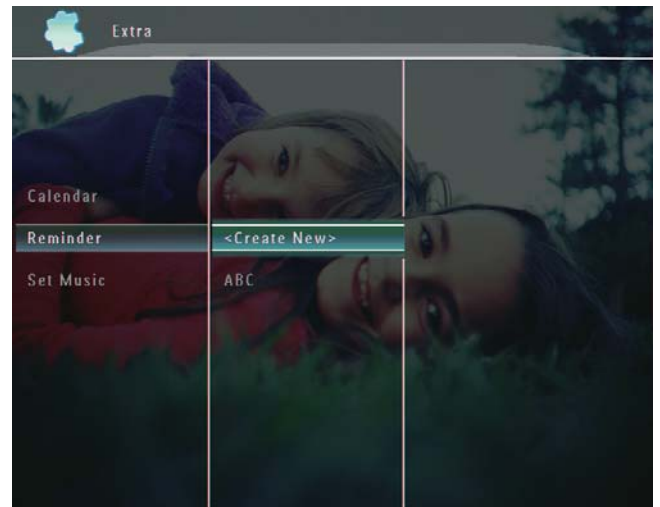 Extra
Calendar
Reminder
<Create New>
Set Music
ABC